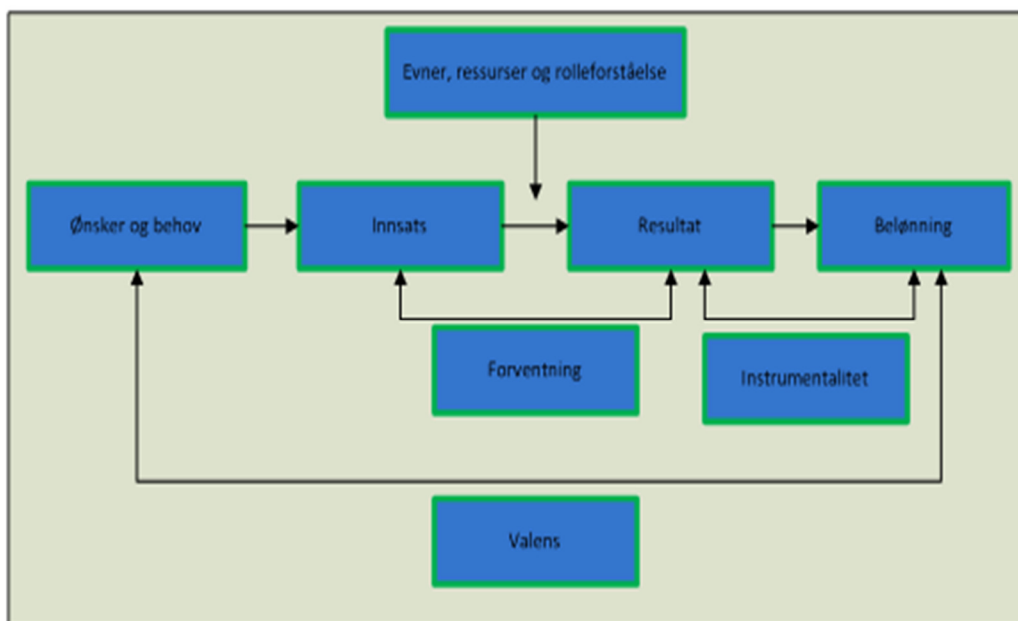 Evner, ressurser og rolleforståelse
Ønsker og behov
Innsats
Resultat
Belønning
Forventning
Instrumentalitet
Valens